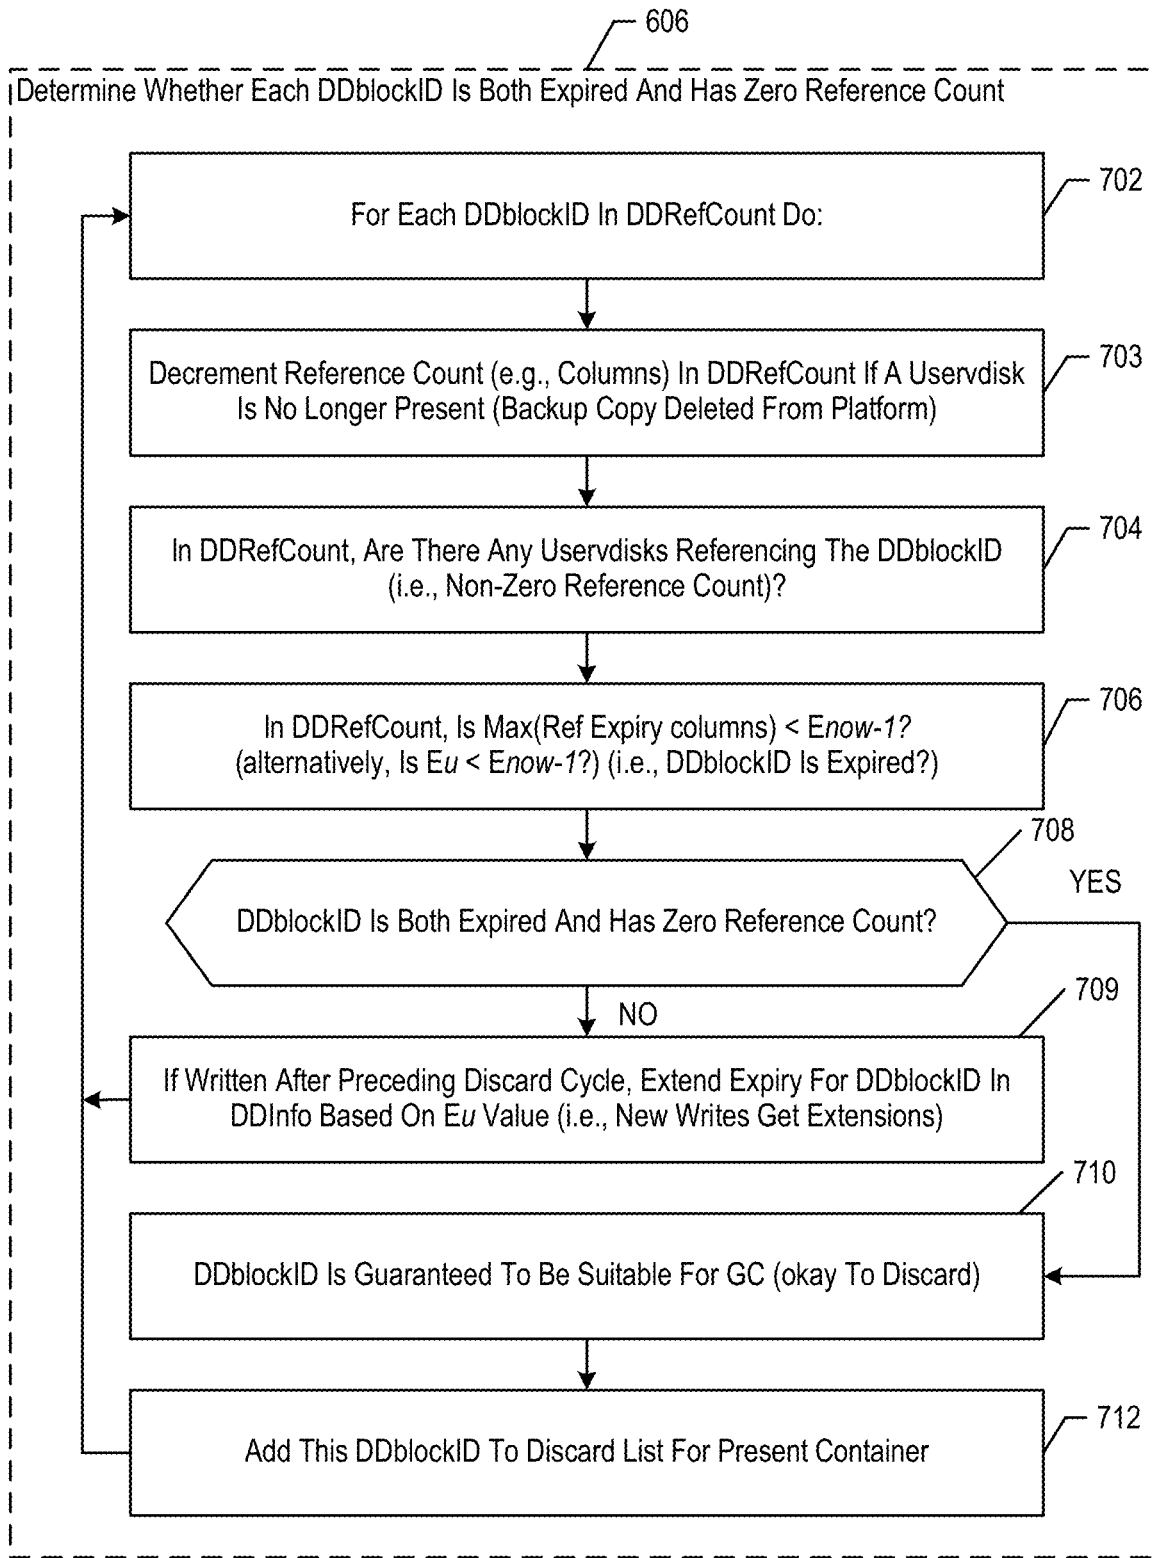 606
Determine Whether Each DDblockID Is Both Expired And Has Zero Reference Count
702
For Each DDblockID In DDRefCount Do:
703
Decrement Reference Count (e.g., Columns) In DDRefCount If A Uservdisk
Is No Longer Present (Backup Copy Deleted From Platform)
704
In DDRefCount, Are There Any Uservdisks Referencing The DDblockID
(i.e., Non-Zero Reference Count)?
706
In DDRefCount, Is Max(Ref Expiry columns) < Enow-1?
(alternatively, Is Eu < Enow-1?) (i.e., DDblockID Is Expired?)
708
YES
DDblockID Is Both Expired And Has Zero Reference Count?
709
NO
If Written After Preceding Discard Cycle, Extend Expiry For DDblockID In
DDInfo Based On Eu Value (i.e., New Writes Get Extensions)
710
DDblockID Is Guaranteed To Be Suitable For GC (okay To Discard)
712
Add This DDblockID To Discard List For Present Container